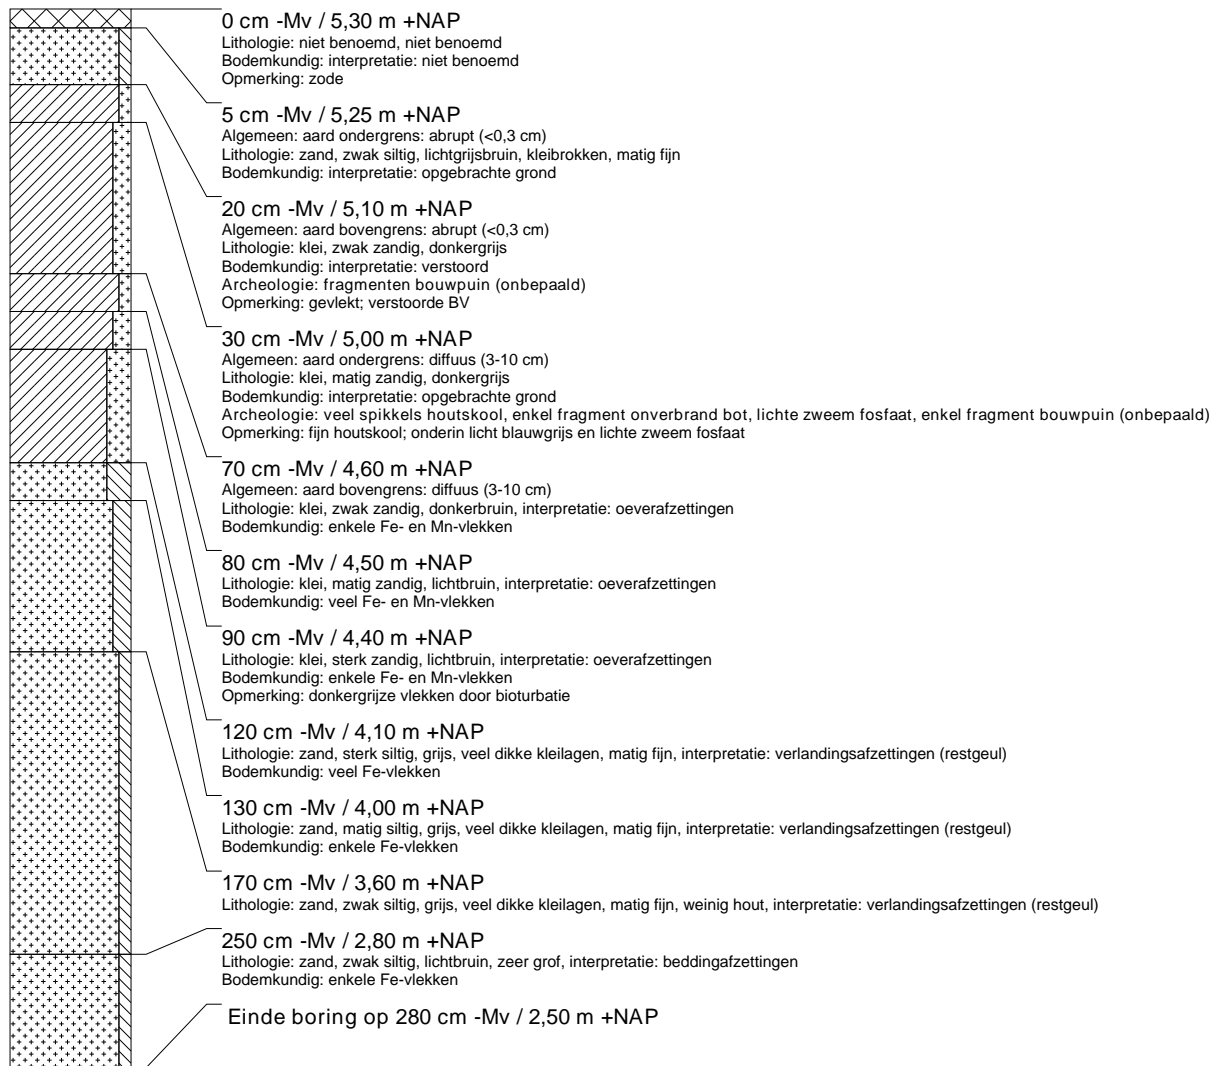 0 cm -Mv / 5,30 m +NAP
Lithologie: niet benoemd, niet benoemd
Bodemkundig: interpretatie: niet benoemd
Opmerking: zode
5 cm -Mv / 5,25 m +NAP
Algemeen: aard ondergrens: abrupt (<0,3 cm)
Lithologie: zand, zwak siltig, lichtgrijsbruin, kleibrokken, matig fijn
Bodemkundig: interpretatie: opgebrachte grond
20 cm -Mv / 5,10 m +NAP
Algemeen: aard bovengrens: abrupt (<0,3 cm)
Lithologie: klei, zwak zandig, donkergrijs
Bodemkundig: interpretatie: verstoord
Archeologie: fragmenten bouwpuin (onbepaald)
Opmerking: gevlekt; verstoorde BV
30 cm -Mv / 5,00 m +NAP
Algemeen: aard ondergrens: diffuus (3-10 cm)
Lithologie: klei, matig zandig, donkergrijs
Bodemkundig: interpretatie: opgebrachte grond
Archeologie: veel spikkels houtskool, enkel fragment onverbrand bot, lichte zweem fosfaat, enkel fragment bouwpuin (onbepaald)
Opmerking: fijn houtskool; onderin licht blauwgrijs en lichte zweem fosfaat
70 cm -Mv / 4,60 m +NAP
Algemeen: aard bovengrens: diffuus (3-10 cm)
Lithologie: klei, zwak zandig, donkerbruin, interpretatie: oeverafzettingen
Bodemkundig: enkele Fe- en Mn-vlekken
80 cm -Mv / 4,50 m +NAP
Lithologie: klei, matig zandig, lichtbruin, interpretatie: oeverafzettingen
Bodemkundig: veel Fe- en Mn-vlekken
90 cm -Mv / 4,40 m +NAP
Lithologie: klei, sterk zandig, lichtbruin, interpretatie: oeverafzettingen
Bodemkundig: enkele Fe- en Mn-vlekken
Opmerking: donkergrijze vlekken door bioturbatie
120 cm -Mv / 4,10 m +NAP
Lithologie: zand, sterk siltig, grijs, veel dikke kleilagen, matig fijn, interpretatie: verlandingsafzettingen (restgeul)
Bodemkundig: veel Fe-vlekken
130 cm -Mv / 4,00 m +NAP
Lithologie: zand, matig siltig, grijs, veel dikke kleilagen, matig fijn, interpretatie: verlandingsafzettingen (restgeul)
Bodemkundig: enkele Fe-vlekken
170 cm -Mv / 3,60 m +NAP
Lithologie: zand, zwak siltig, grijs, veel dikke kleilagen, matig fijn, weinig hout, interpretatie: verlandingsafzettingen (restgeul)
250 cm -Mv / 2,80 m +NAP
Lithologie: zand, zwak siltig, lichtbruin, zeer grof, interpretatie: beddingafzettingen
Bodemkundig: enkele Fe-vlekken
Einde boring op 280 cm -Mv / 2,50 m +NAP